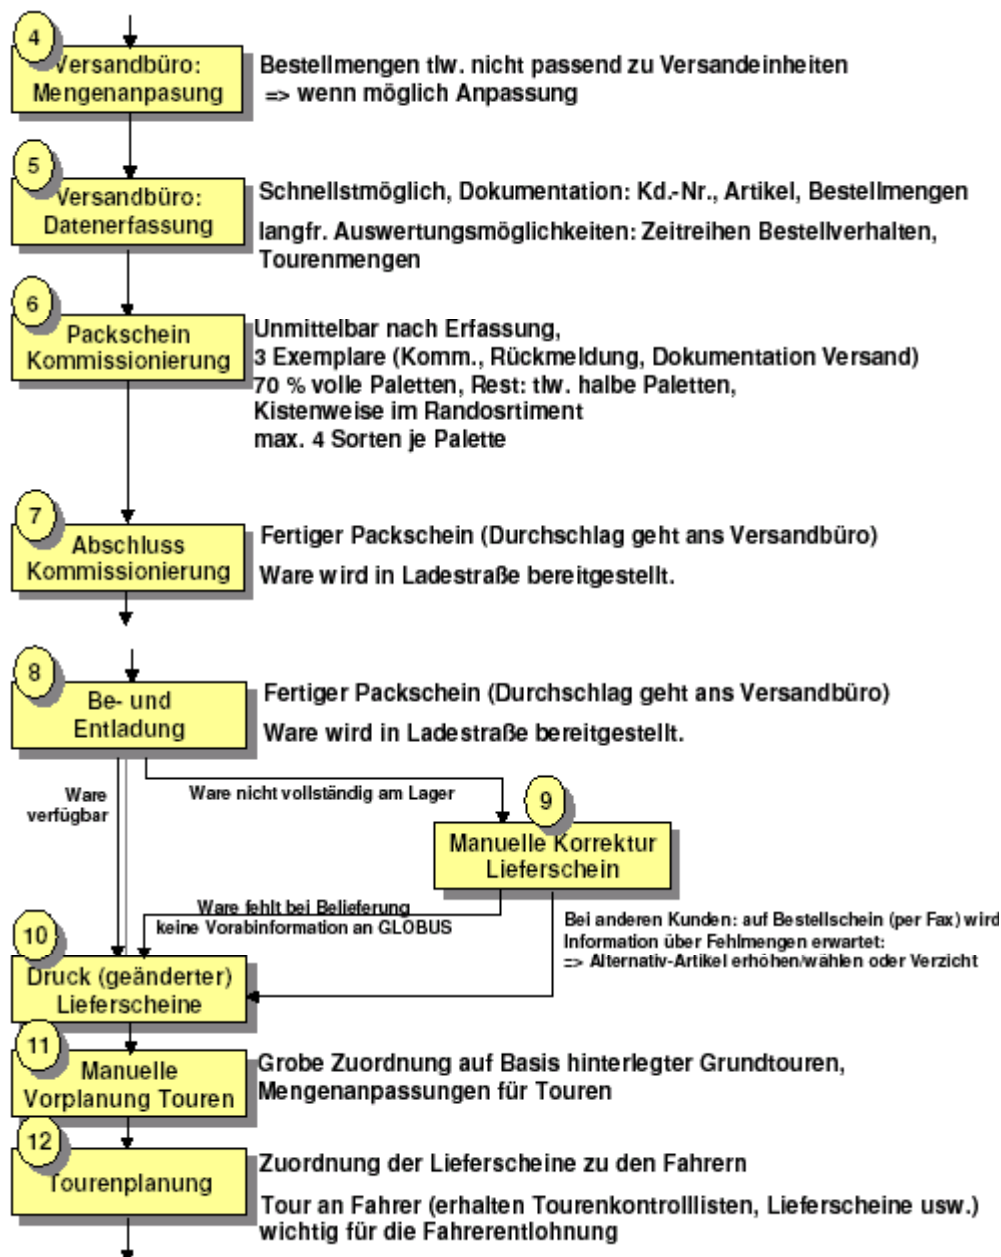 4
Versandbüro:
Mengenanpasung
Bestellmengen tlw. nicht passend zu Versandeinheiten
=> wenn möglich Anpassung
5
Versandbüro:
Datenerfassung
Schnellstmöglich, Dokumentation: Kd.-Nr., Artikel, Bestellmengen
langfr. Auswertungsmöglichkeiten: Zeitreihen Bestellverhalten,
Tourenmengen
6
Packschein
Kommissionierung
Unmittelbar nach Erfassung,
3 Exemplare (Komm., Rückmeldung, Dokumentation Versand)
70 % volle Paletten, Rest: tlw. halbe Paletten,
Kistenweise im Randosrtiment
max. 4 Sorten je Palette
7
Abschluss
Kommissionierung
Fertiger Packschein (Durchschlag geht ans Versandbüro)
Ware wird in Ladestraße bereitgestellt.
8
Be- und
Entladung
Fertiger Packschein (Durchschlag geht ans Versandbüro)
Ware wird in Ladestraße bereitgestellt.
Ware
verfügbar
Ware nicht vollständig am Lager
9
Manuelle Korrektur
Lieferschein
Ware fehlt bei Belieferung
keine Vorabinformation an GLOBUS
Bei anderen Kunden: auf Bestellschein (per Fax) wird
Information über Fehlmengen erwartet:
=> Alternativ-Artikel erhöhen/wählen oder Verzicht
10
Druck (geänderter)
Lieferscheine
11
Manuelle
Vorplanung Touren
Grobe Zuordnung auf Basis hinterlegter Grundtouren,
Mengenanpassungen für Touren
12
Tourenplanung
Zuordnung der Lieferscheine zu den Fahrern
Tour an Fahrer (erhalten Tourenkontrolllisten, Lieferscheine usw.)
wichtig für die Fahrerentlohnung